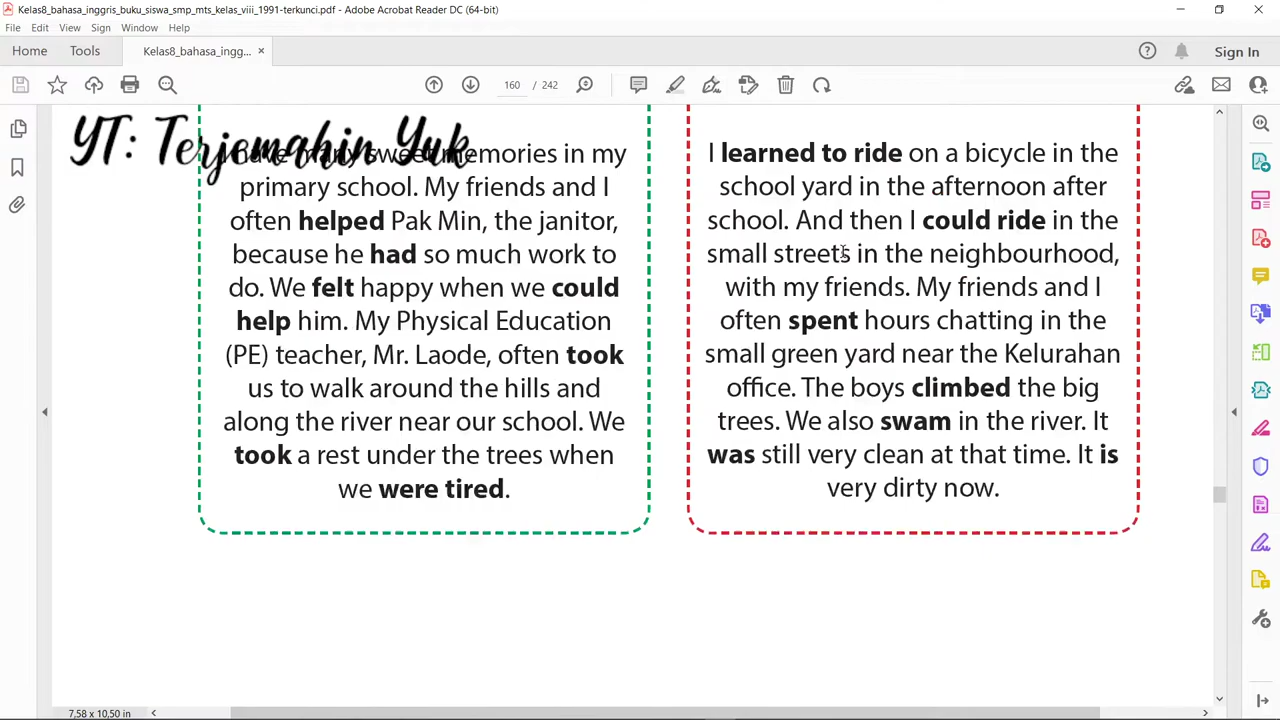 Kelas8_bahasa_inggris_buku_siswa_smp_mts_kelas_viii_1991-terkunci.pdf - Adobe Acrobat Reader DC (64-bit)
File Edit View Sign Window Help
Home Tools Kelas8_bahasa_ingg... × Sign In
160 / 242
YT: Terjemahin Yuk
many sweet memories in my
primary school. My friends and I
often helped Pak Min, the janitor,
because he had so much work to
do. We felt happy when we could
help him. My Physical Education
(PE) teacher, Mr. Laode, often took
us to walk around the hills and
along the river near our school. We
took a rest under the trees when
we were tired.
I learned to ride on a bicycle in the
school yard in the afternoon after
school. And then I could ride in the
small streets in the neighbourhood,
with my friends. My friends and I
often spent hours chatting in the
small green yard near the Kelurahan
office. The boys climbed the big
trees. We also swam in the river. It
was still very clean at that time. It is
very dirty now.
7,58 x 10,50 in